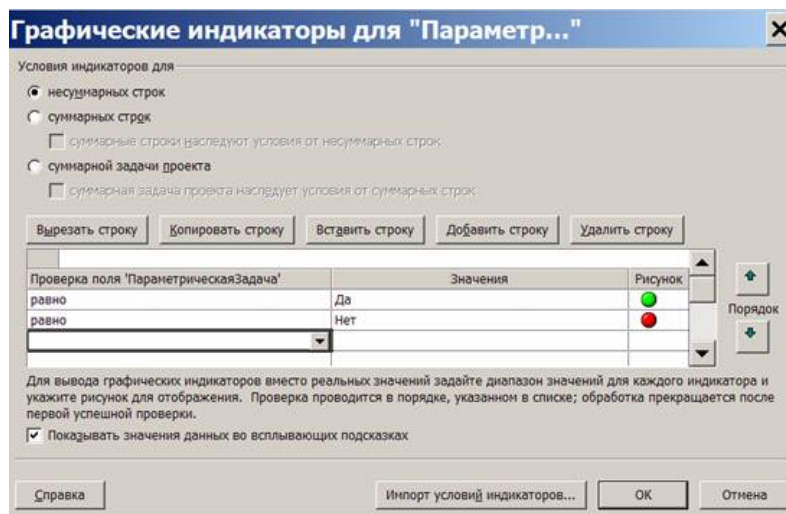 Графические индикаторы для "Параметр..."
Условия индикаторов для
несуммарных строк
суммарных строк
суммарные строки наследуют условия от несуммарных строк
суммарной задачи проекта
суммарная задача проекта наследует условия от суммарных строк
Вырезать строку Копировать строку Вставить строку Добавить строку Удалить строку
Проверка поля 'ПараметрическаяЗадача' Значения Рисунок
равно Да
равно Нет
Порядок
Для вывода графических индикаторов вместо реальных значений задайте диапазон значений для каждого индикатора и
укажите рисунок для отображения. Проверка проводится в порядке, указанном в списке; обработка прекращается после
первой успешной проверки.
Показывать значения данных во всплывающих подсказках
Справка Импорт условий индикаторов... ОК Отмена